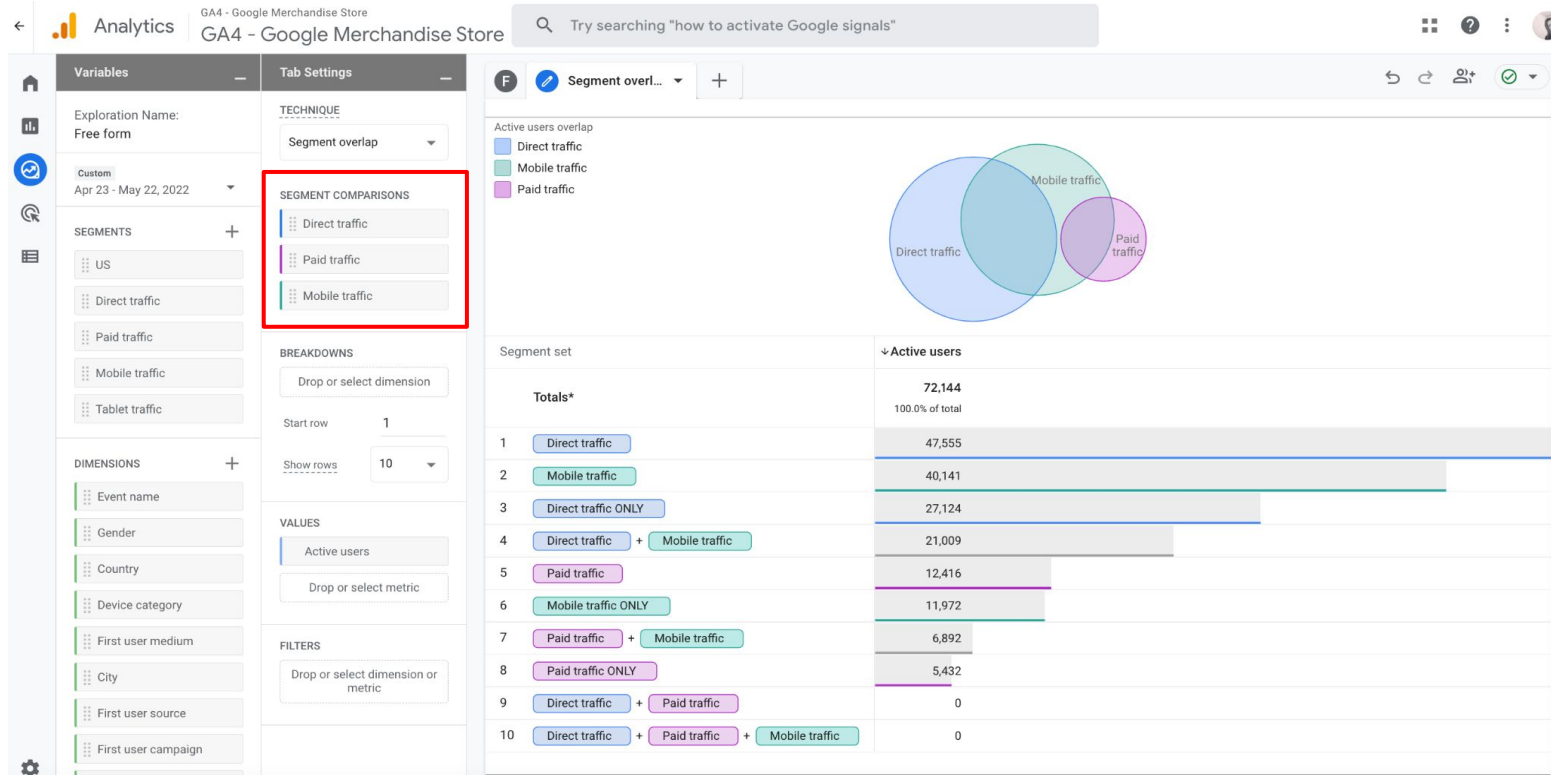 Analytics
GA4 - Google Merchandise Store
GA4 - Google Merchandise Store
Try searching "how to activate Google signals"
Variables
Exploration Name:
Free form
Custom
Apr 23 - May 22, 2022
SEGMENTS
US
Direct traffic
Paid traffic
Mobile traffic
Tablet traffic
DIMENSIONS
Event name
Gender
Country
Device category
First user medium
City
First user source
First user campaign
Tab Settings
TECHNIQUE
Segment overlap
SEGMENT COMPARISONS
Direct traffic
Paid traffic
Mobile traffic
BREAKDOWNS
Drop or select dimension
Start row 1
Show rows 10
VALUES
Active users
Drop or select metric
FILTERS
Drop or select dimension or
metric
F Segment overl...
Active users overlap
Direct traffic
Mobile traffic
Paid traffic
Mobile traffic
Direct traffic
Paid
traffic
Segment set Active users
Totals* 72,144
100.0% of total
1 Direct traffic 47,555
2 Mobile traffic 40,141
3 Direct traffic ONLY 27,124
4 Direct traffic + Mobile traffic 21,009
5 Paid traffic 12,416
6 Mobile traffic ONLY 11,972
7 Paid traffic + Mobile traffic 6,892
8 Paid traffic ONLY 5,432
9 Direct traffic + Paid traffic 0
10 Direct traffic + Paid traffic + Mobile traffic 0